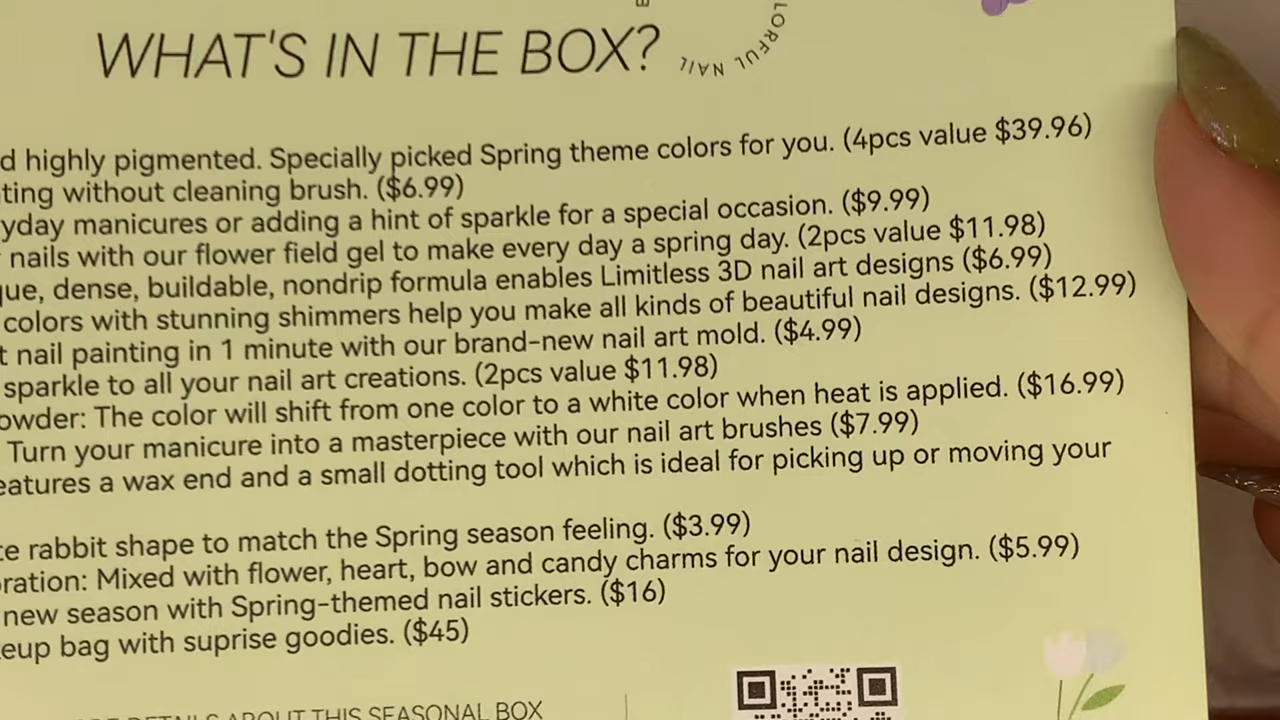 WHAT'S IN THE BOX?
ORFUL NAIL
d highly pigmented. Specially picked Spring theme colors for you. (4pcs value $39.96)
ting without cleaning brush. ($6.99)
yday manicures or adding a hint of sparkle for a special occasion. ($9.99)
nails with our flower field gel to make every day a spring day. (2pcs value $11.98)
ue, dense, buildable, nondrip formula enables Limitless 3D nail art designs ($6.99)
colors with stunning shimmers help you make all kinds of beautiful nail designs. ($12.99)
t nail painting in 1 minute with our brand-new nail art mold. ($4.99)
sparkle to all your nail art creations. (2pcs value $11.98)
owder: The color will shift from one color to a white color when heat is applied. ($16.99)
Turn your manicure into a masterpiece with our nail art brushes ($7.99)
eatures a wax end and a small dotting tool which is ideal for picking up or moving your
te rabbit shape to match the Spring season feeling. ($3.99)
oration: Mixed with flower, heart, bow and candy charms for your nail design. ($5.99)
new season with Spring-themed nail stickers. ($16)
eup bag with suprise goodies. ($45)
DETAILS ABOUT THIS SEASONAL BOX